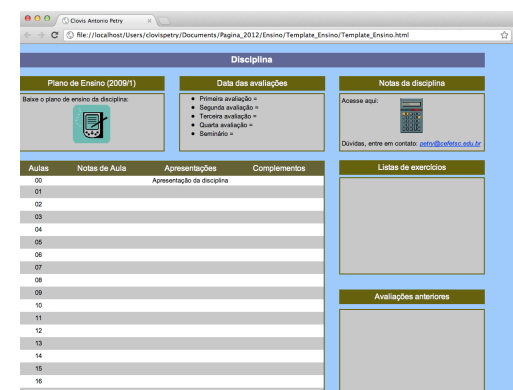 Clovis Antonio Petry
file://localhost/Users/clovispetry/Documents/Pagina_2012/Ensino/Template_Ensino/Template_Ensino.html
Disciplina
Plano de Ensino (2009/1)
Baixe o plano de ensino da disciplina:
Data das avaliações
Primeira avaliação =
Segunda avaliação =
Terceira avaliação =
Quarta avaliação =
Seminário =
Notas da disciplina
Acesse aqui:
Dúvidas, entre em contato: petry@cefetsc.edu.br
Aulas Notas de Aula Apresentações Complementos
00 Apresentação da disciplina
01
02
03
04
05
06
07
08
09
10
11
12
13
14
15
16
Listas de exercícios
Avaliações anteriores